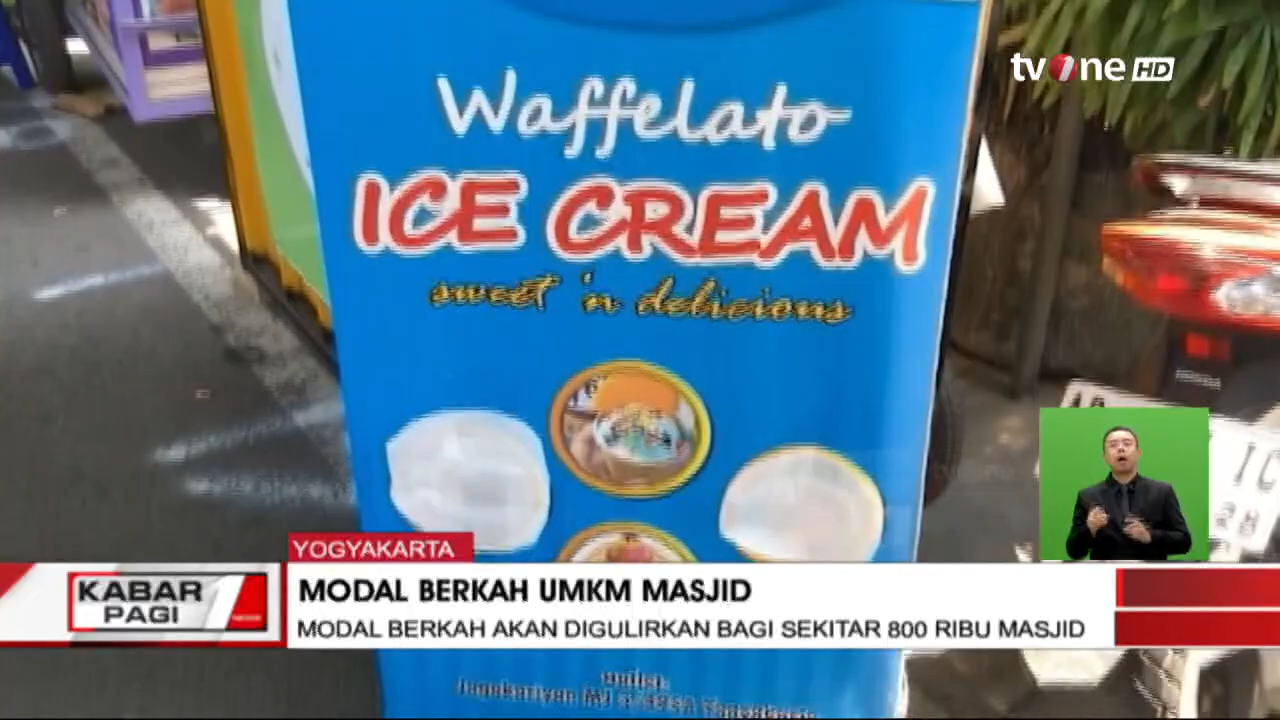 tvOne HD
Waffelato
ICE CREAM
sweet 'n delicious
YOGYAKARTA
KABAR
PAGI
MODAL BERKAH UMKM MASJID
MODAL BERKAH AKAN DIGULIRKAN BAGI SEKITAR 800 RIBU MASJID